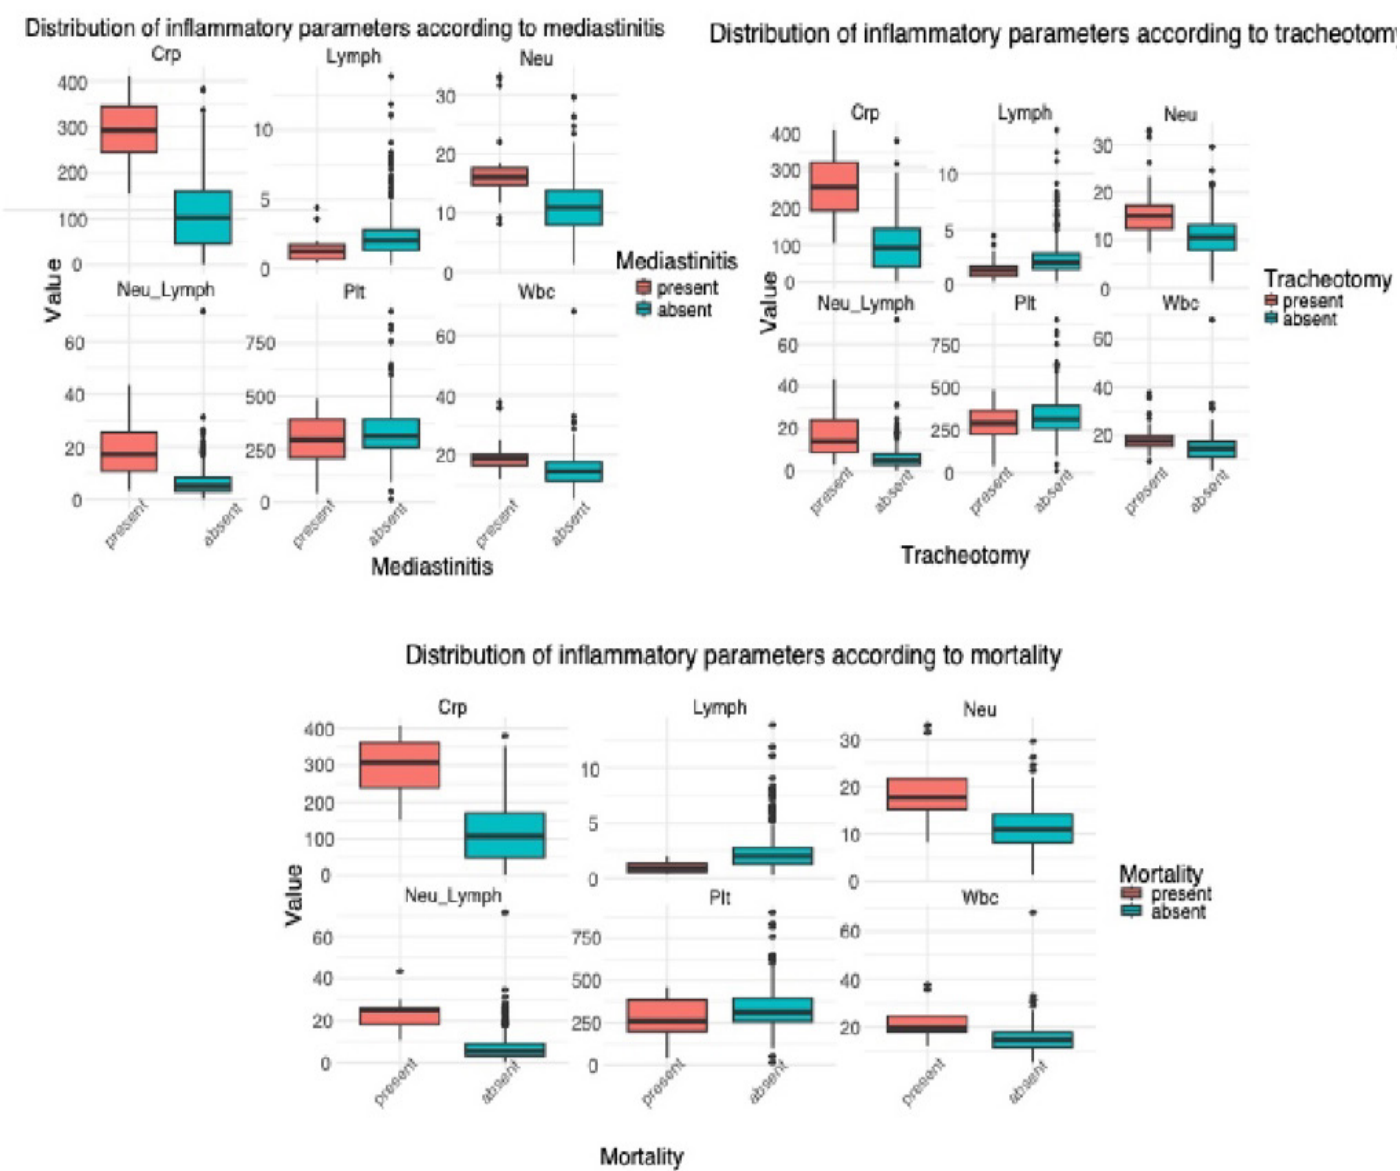 Distribution of inflammatory parameters according to mediastinitis
Crp
Lymph
Neu
400
300
200
100
0
10
5
0
30
20
10
0
Value
Neu_Lymph
Plt
Wbc
60
40
20
0
750
500
250
0
60
40
20
present
absent
present
absent
present
absent
Mediastinitis
Mediastinitis
present
absent
Distribution of inflammatory parameters according to tracheotomy
Crp
Lymph
Neu
400
300
200
100
0
10
5
0
30
20
10
0
Value
Neu_Lymph
Plt
Wbc
60
40
20
0
750
500
250
0
60
40
20
present
absent
present
absent
present
absent
Tracheotomy
Tracheotomy
present
absent
Distribution of inflammatory parameters according to mortality
Crp
Lymph
Neu
400
300
200
100
0
10
5
0
30
20
10
0
Value
Neu_Lymph
Plt
Wbc
60
40
20
0
750
500
250
0
60
40
20
present
absent
present
absent
present
absent
Mortality
Mortality
present
absent